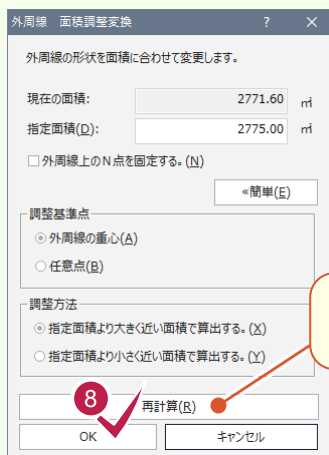 外周線　面積調整変換 ? ×
外周線の形状を面積に合わせて変更します。
現在の面積: 2771.60 ㎡
指定面積(D): 2775.00 ㎡
外周線上のN点を固定する。(N)
«簡単(E)
調整基準点
外周線の重心(A)
任意点(B)
調整方法
指定面積より大きく近い面積で算出する。(X)
指定面積より小さく近い面積で算出する。(Y)
8 再計算(R)
OK キャンセル